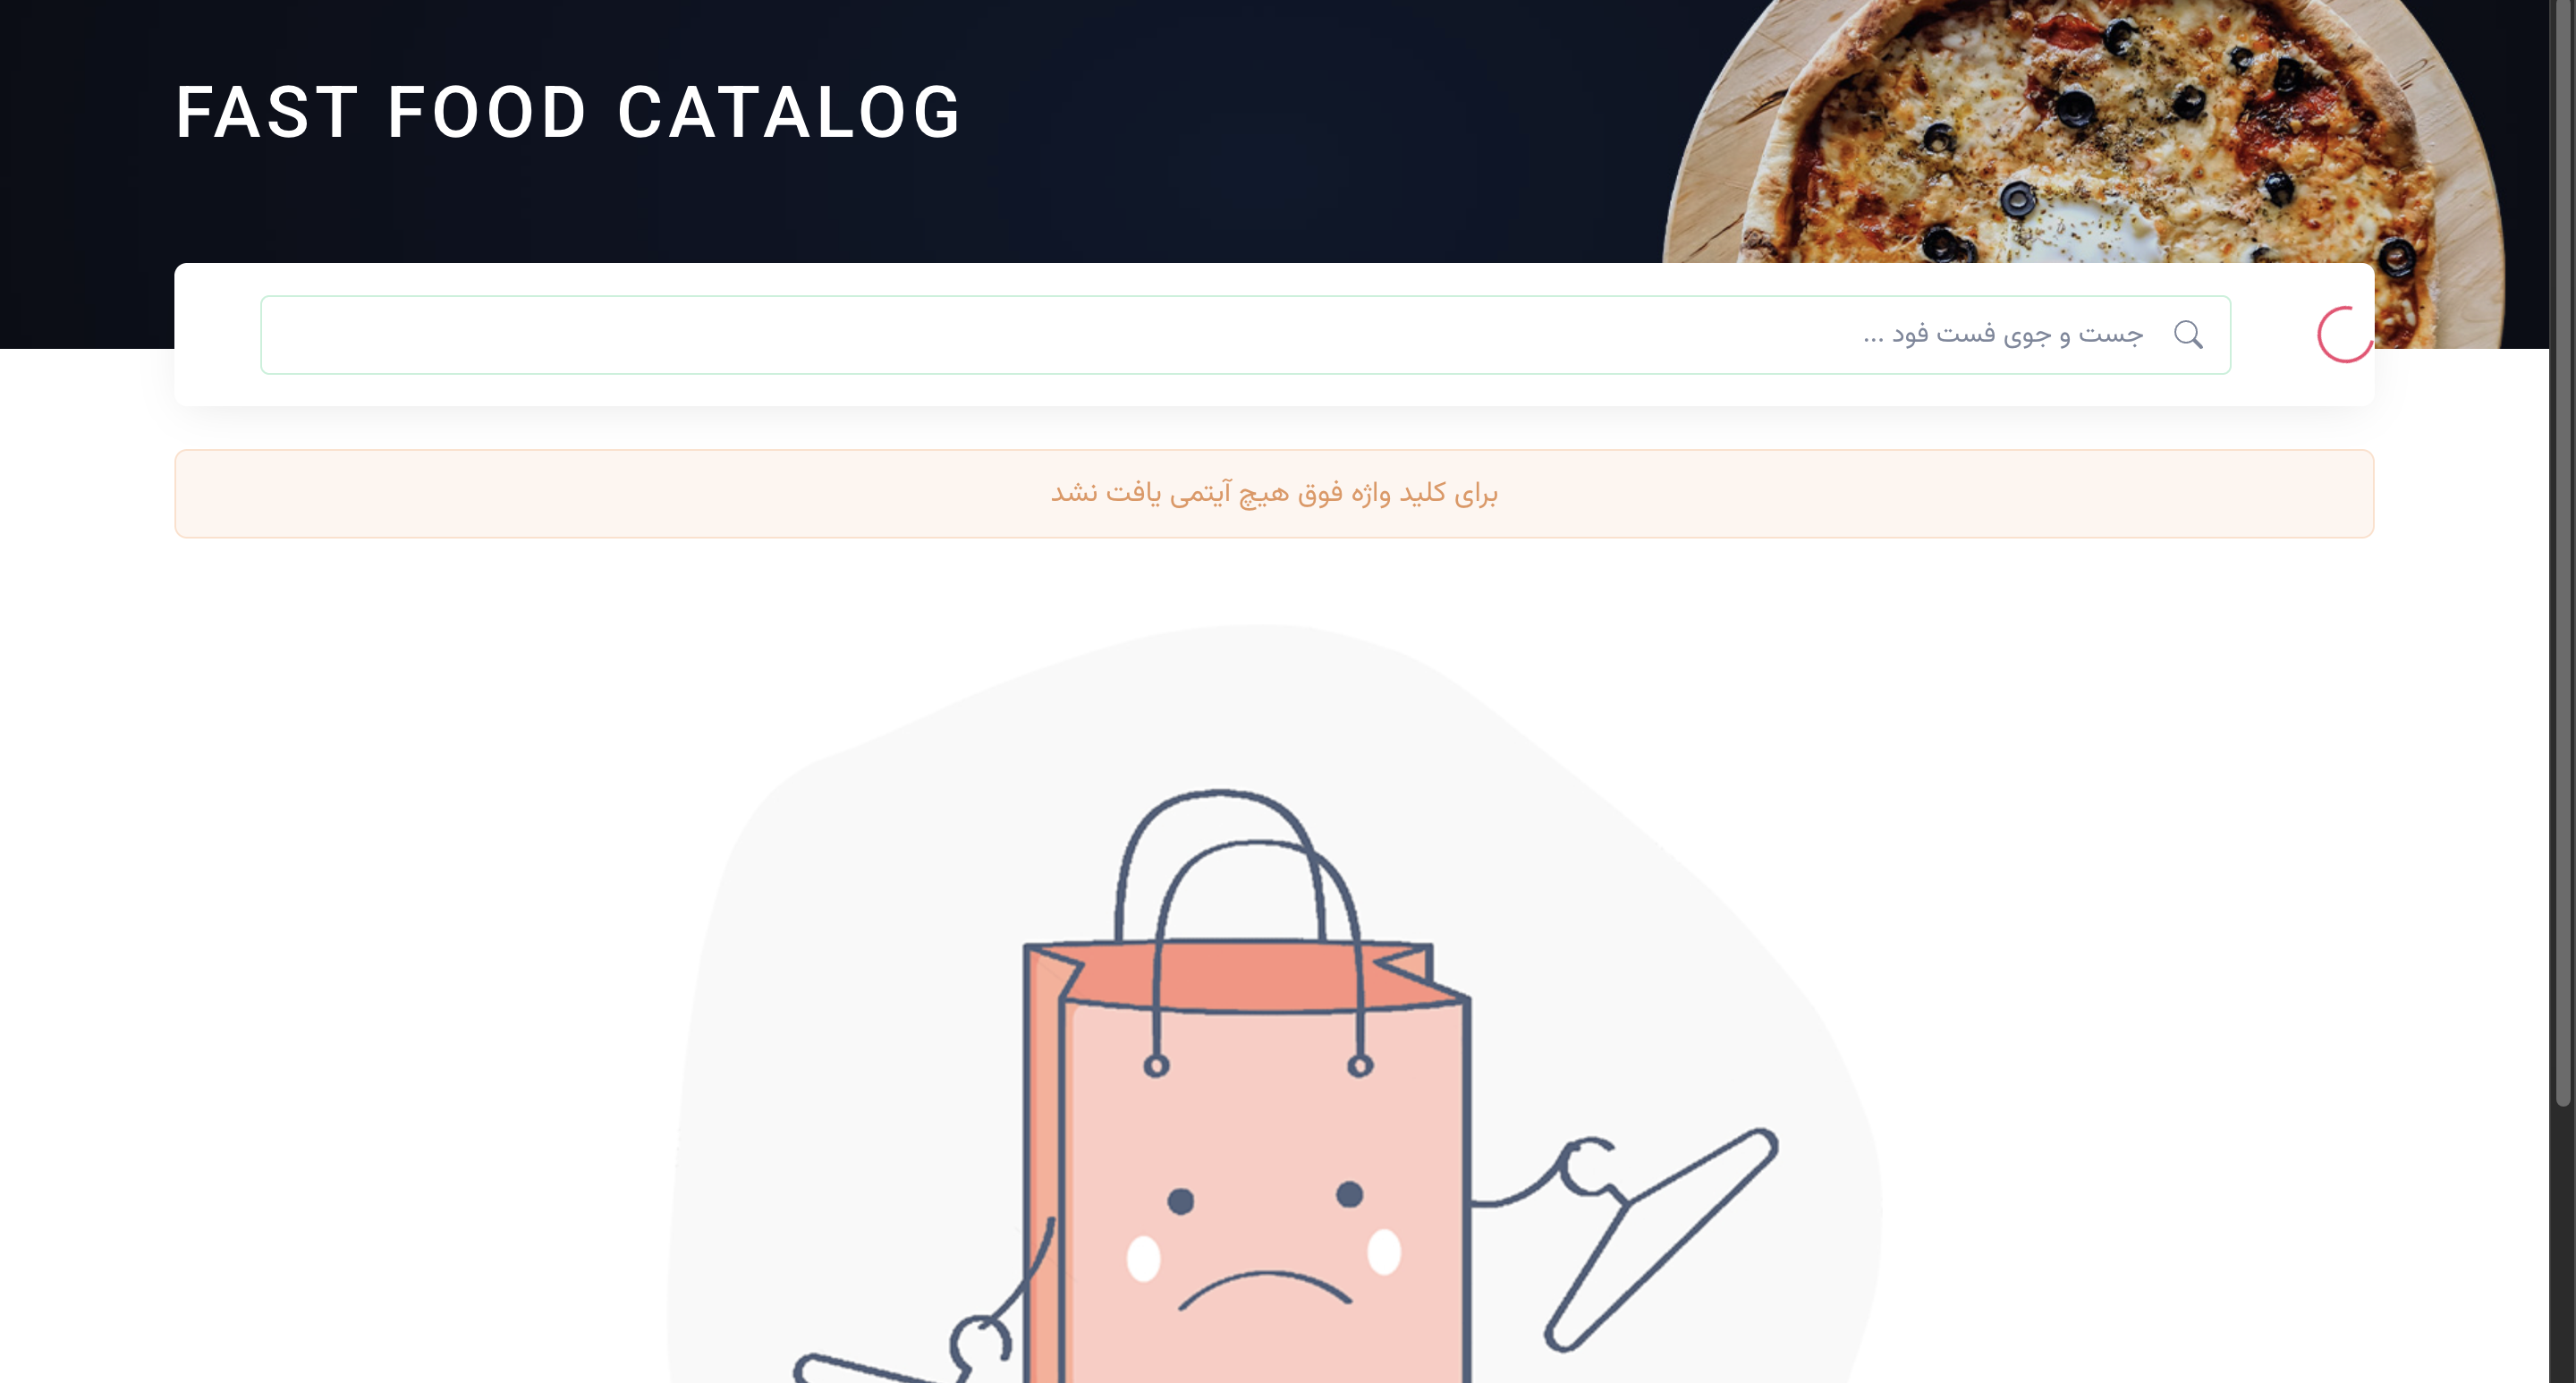 FAST FOOD CATALOG
جست و جوی فست فود ...
برای کلید واژه فوق هیچ آیتمی یافت نشد